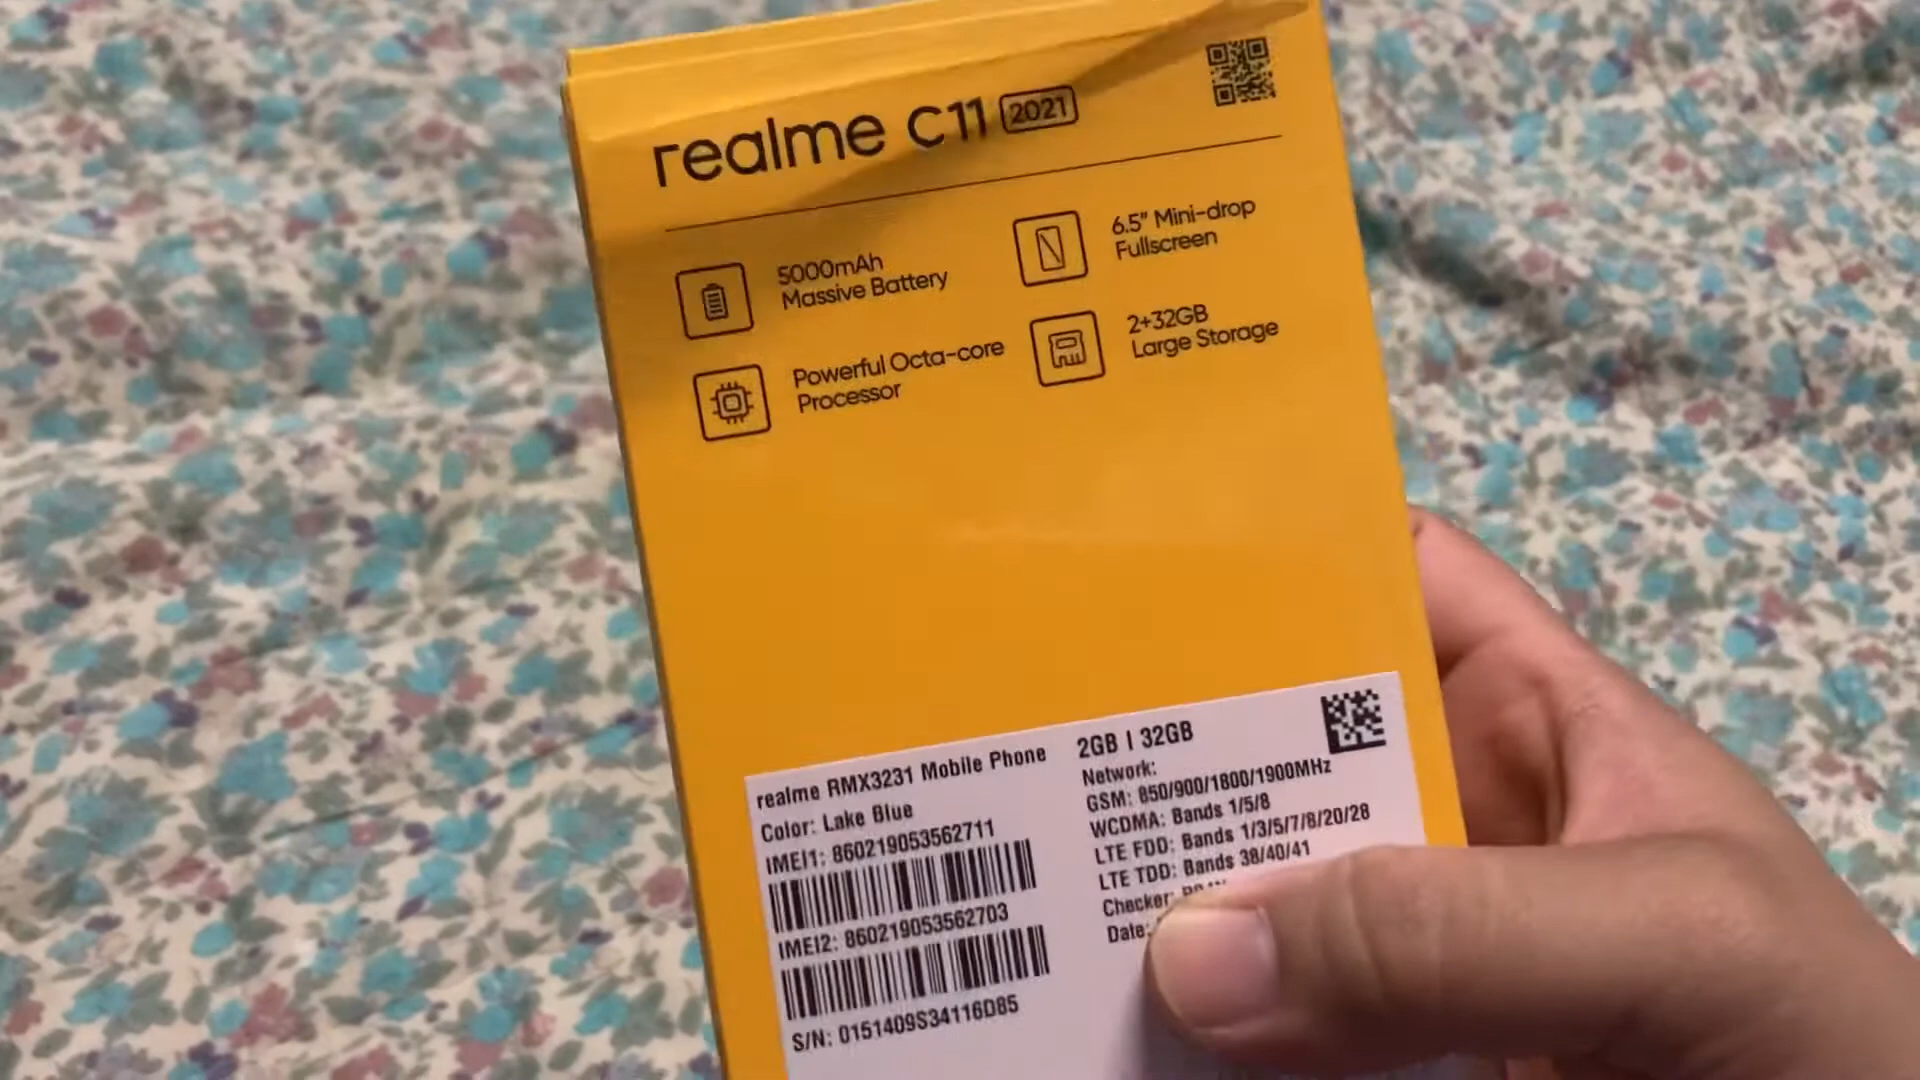 realme C11 2021
5000mAh
Massive Battery
6.5" Mini-drop
Fullscreen
Powerful Octa-core
Processor
2+32GB
Large Storage
realme RMX3231 Mobile Phone
Color: Lake Blue
IMEI1: 860219053562711
IMEI2: 860219053562703
S/N: 0151409S34116D85
2GB | 32GB
Network:
GSM: 850/900/1800/1900MHz
WCDMA: Bands 1/5/8
LTE FDD: Bands 1/3/5/7/8/20/28
LTE TDD: Bands 38/40/41
Checker:
Date: